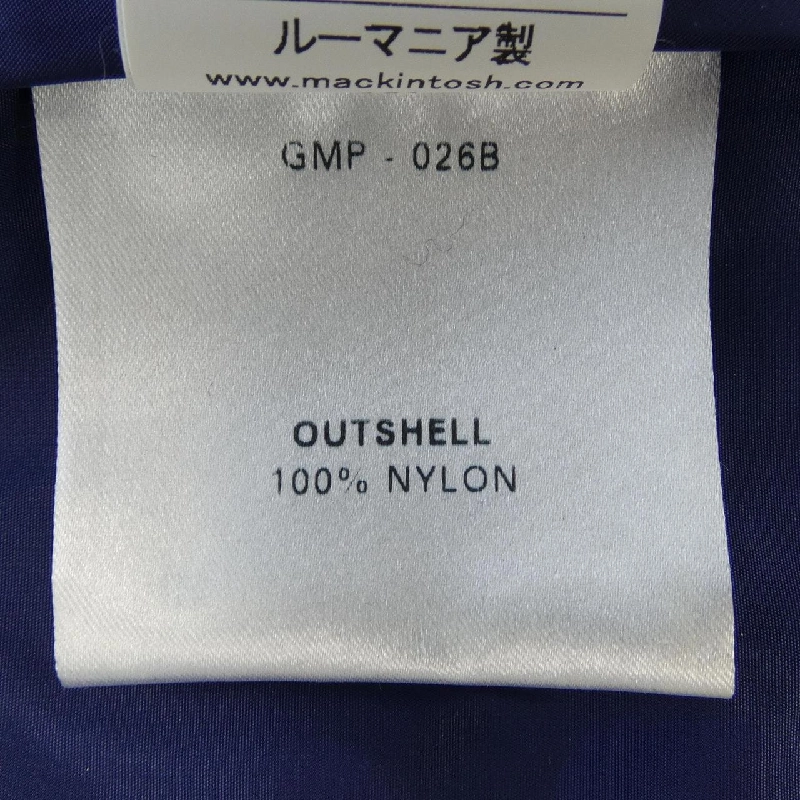 ルーマニア製
www.mackintosh.com
GMP - 026B
OUTSHELL
100% NYLON